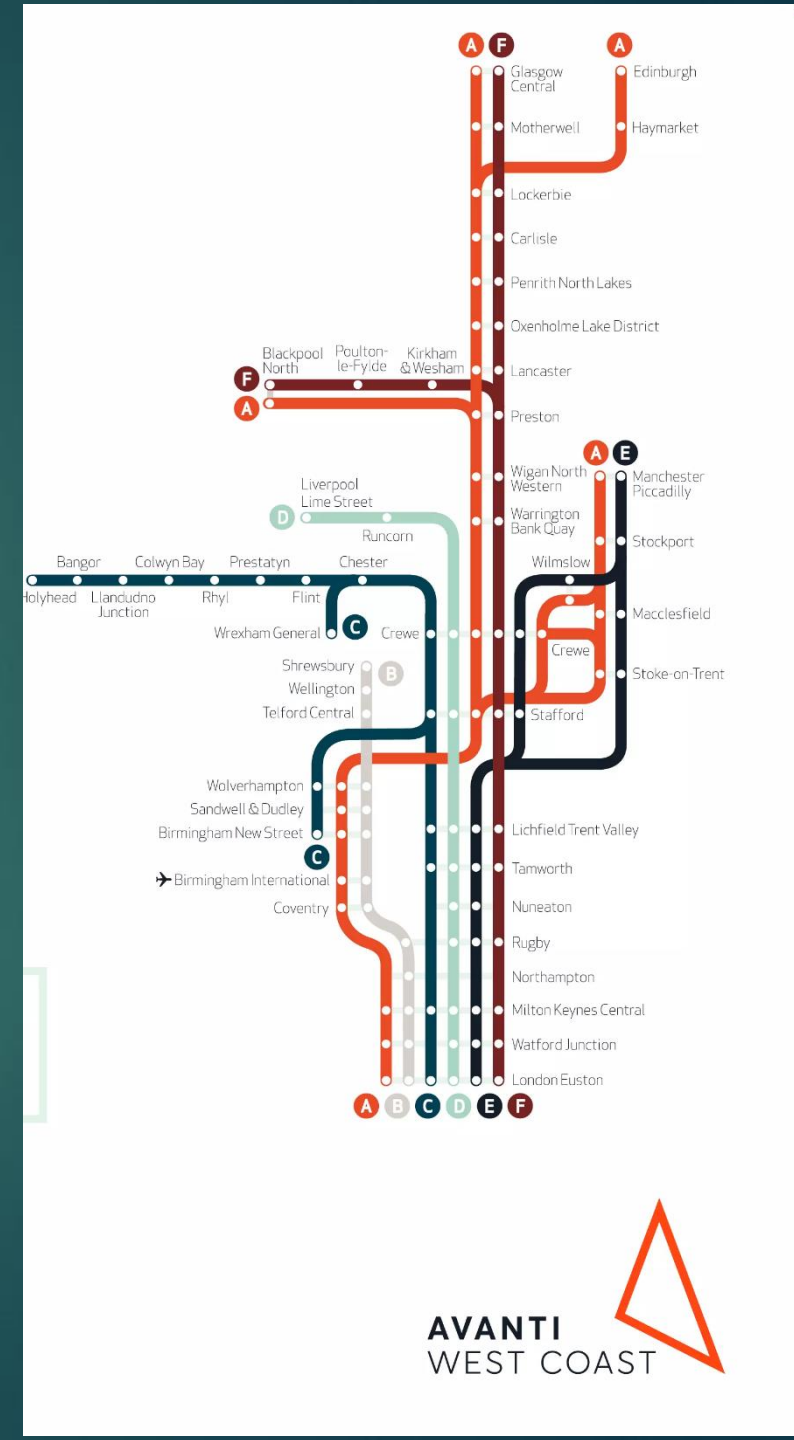 A F A
Glasgow
Central
Edinburgh
Motherwell
Haymarket
Lockerbie
Carlisle
Penrith North Lakes
Oxenholme Lake District
Blackpool
North
Poulton-
le-Fylde
Kirkham
& Wesham
Lancaster
F
A
Preston
A E
Wigan North
Western
Manchester
Piccadilly
Liverpool
Lime Street
D
Runcorn
Warrington
Bank Quay
Stockport
Wilmslow
Bangor
Colwyn Bay
Prestatyn
Chester
Holyhead
Llandudno
Junction
Rhyl
Flint
Macclesfield
Wrexham General
C
Crewe
Crewe
Shrewsbury
B
Stoke-on-Trent
Wellington
Telford Central
Stafford
Wolverhampton
Sandwell & Dudley
Birmingham New Street
Lichfield Trent Valley
C
Tamworth
Birmingham International
Coventry
Nuneaton
Rugby
Northampton
Milton Keynes Central
Watford Junction
London Euston
A B C D E F
AVANTI
WEST COAST